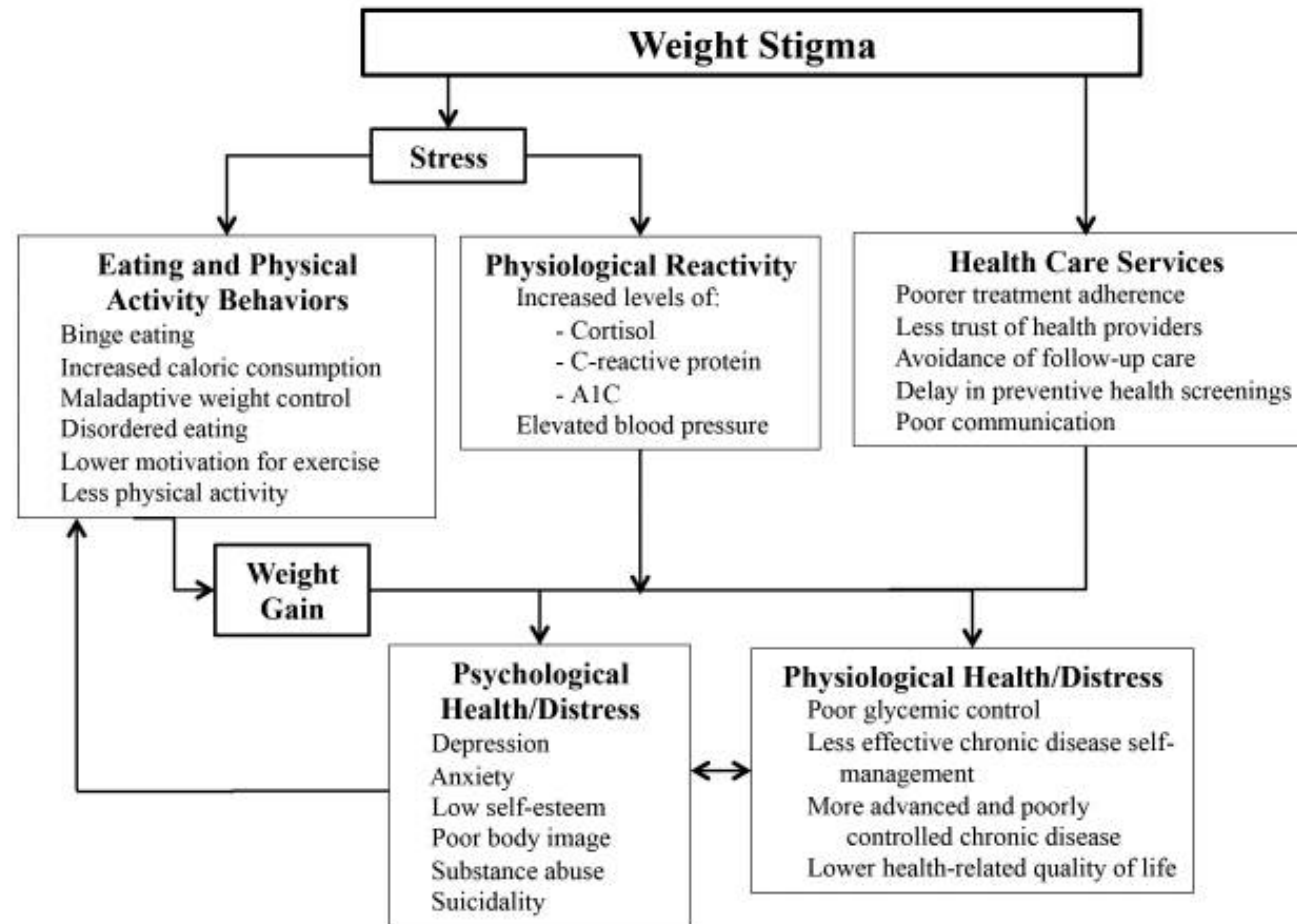 Weight Stigma
Stress
Eating and Physical
Activity Behaviors
Binge eating
Increased caloric consumption
Maladaptive weight control
Disordered eating
Lower motivation for exercise
Less physical activity
Physiological Reactivity
Increased levels of:
- Cortisol
- C-reactive protein
- A1C
Elevated blood pressure
Health Care Services
Poorer treatment adherence
Less trust of health providers
Avoidance of follow-up care
Delay in preventive health screenings
Poor communication
Weight
Gain
Psychological
Health/Distress
Depression
Anxiety
Low self-esteem
Poor body image
Substance abuse
Suicidality
Physiological Health/Distress
Poor glycemic control
Less effective chronic disease self-
management
More advanced and poorly
controlled chronic disease
Lower health-related quality of life